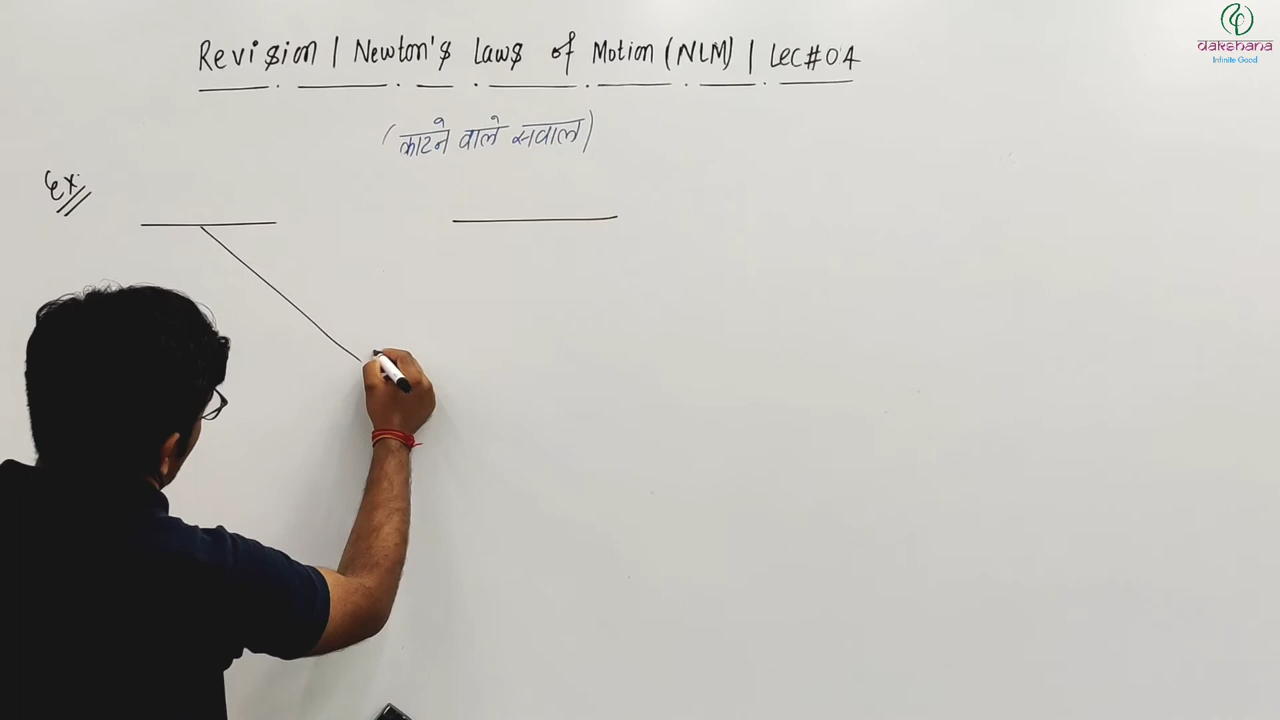 Revision | Newton's Laws of Motion (NLM) | Lec#04
(काटने वाले सवाल)
Ex.
dakshana
Infinite Good